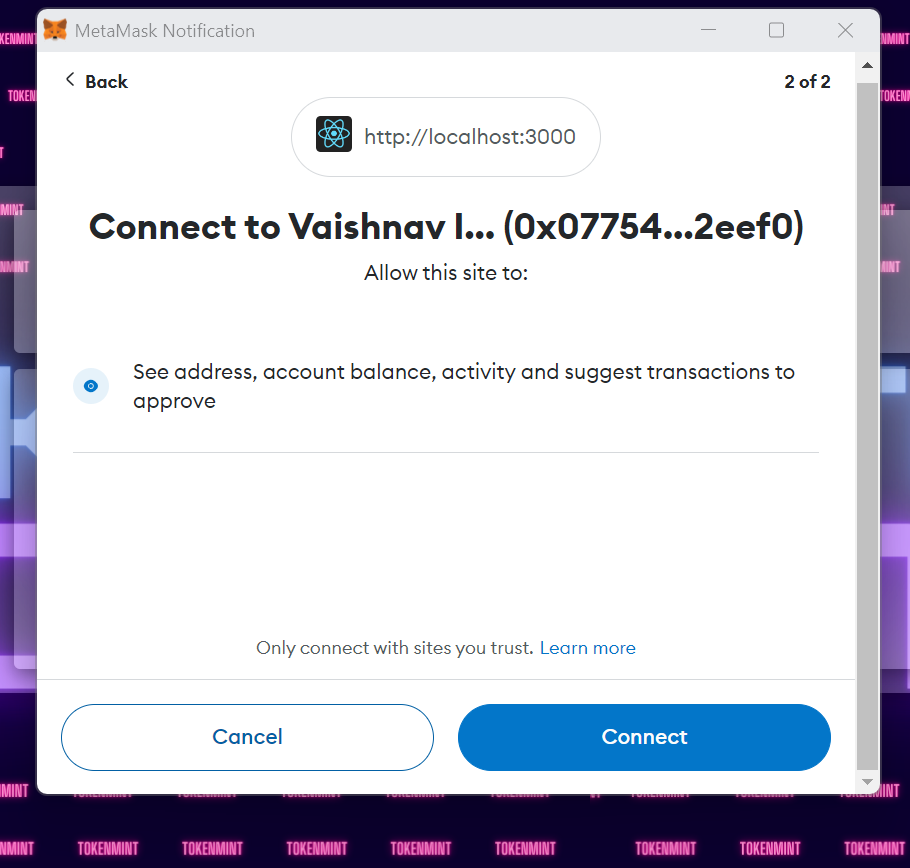 MetaMask Notification
Back
2 of 2
http://localhost:3000
Connect to Vaishnav I... (0x07754...2eef0)
Allow this site to:
See address, account balance, activity and suggest transactions to
approve
Only connect with sites you trust. Learn more
Cancel
Connect
TOKENMINT TOKENMINT TOKENMINT TOKENMINT TOKENMINT TOKENMINT TOKENMINT